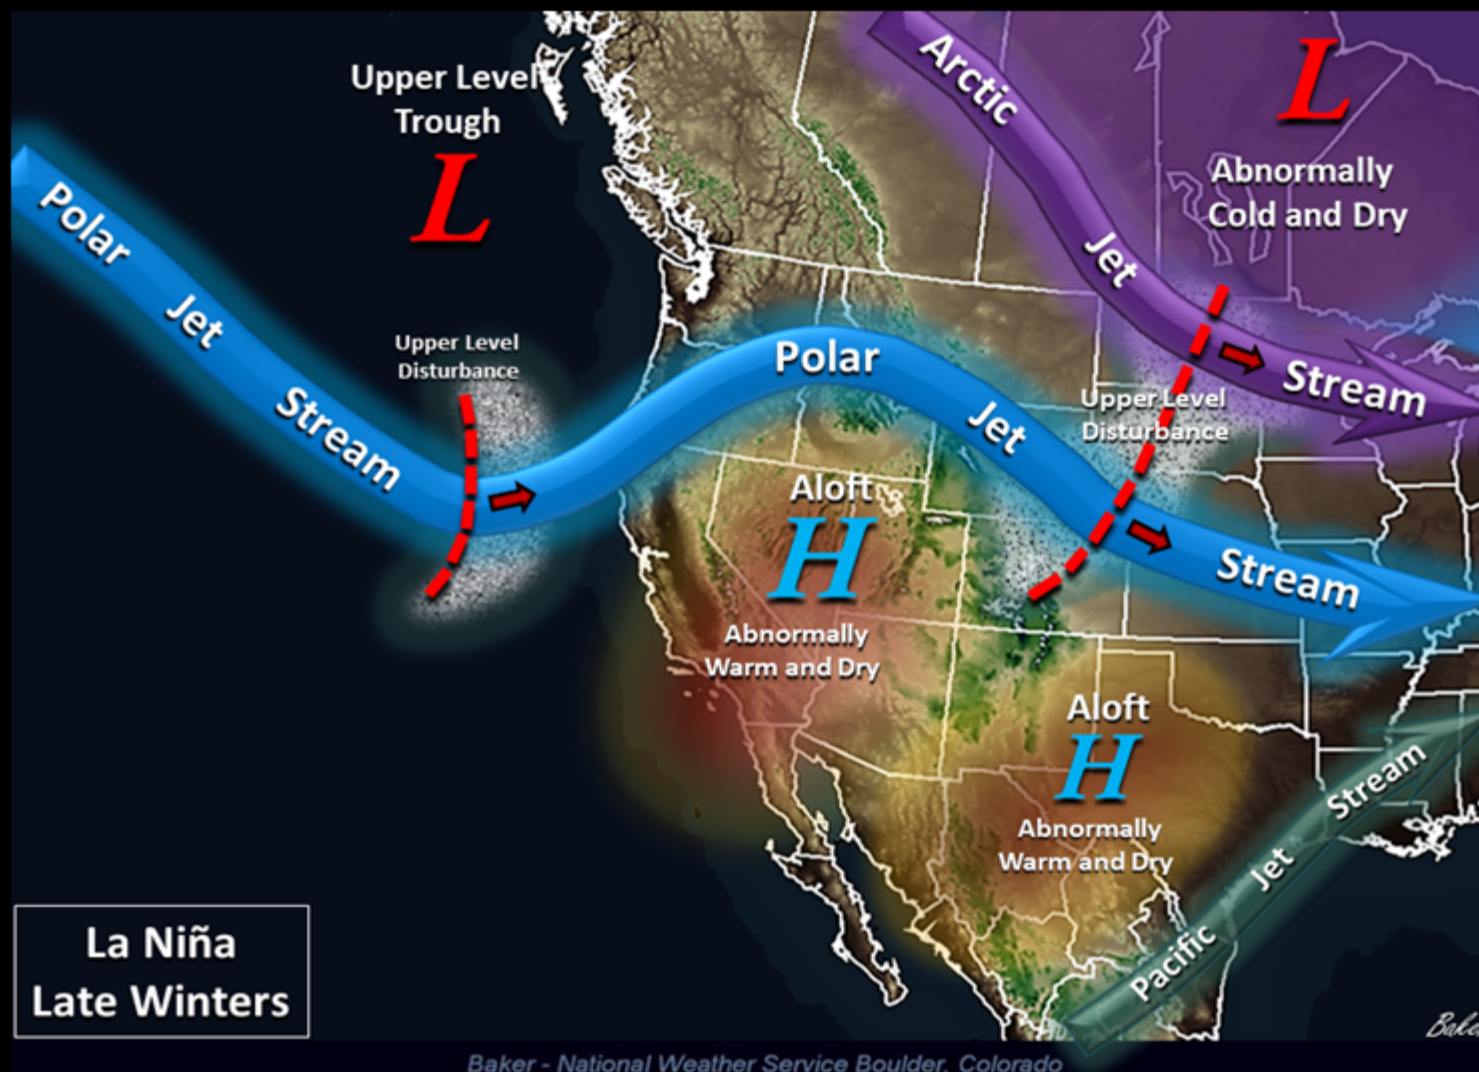 Upper Level
Trough
L
Arctic
Jet
Stream
L
Abnormally
Cold and Dry
Polar
Jet
Stream
Upper Level
Disturbance
Polar
Jet
Stream
Upper Level
Disturbance
Aloft
H
Abnormally
Warm and Dry
Aloft
H
Abnormally
Warm and Dry
Pacific
Jet
Stream
La Niña
Late Winters
Baker - National Weather Service Boulder, Colorado